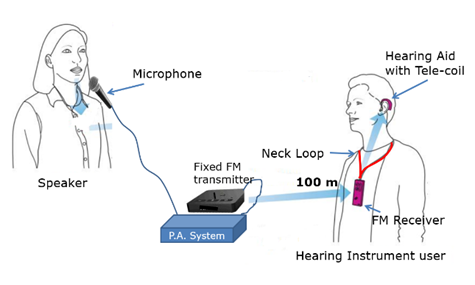 Microphone
Speaker
Fixed FM
transmitter
P.A. System
100 m
Hearing Aid
with Tele-coil
Neck Loop
FM Receiver
Hearing Instrument user